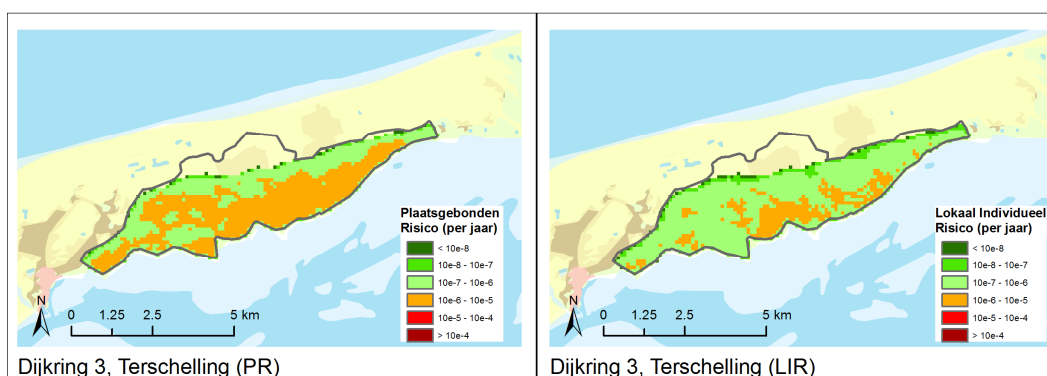 Plaatsgebonden
Risico (per jaar)
< 10e-8
10e-8 - 10e-7
10e-7 - 10e-6
10e-6 - 10e-5
10e-5 - 10e-4
> 10e-4
N
0 1.25 2.5 5 km
Dijkring 3, Terschelling (PR)
Lokaal Individueel
Risico (per jaar)
< 10e-8
10e-8 - 10e-7
10e-7 - 10e-6
10e-6 - 10e-5
10e-5 - 10e-4
> 10e-4
N
0 1.25 2.5 5 km
Dijkring 3, Terschelling (LIR)